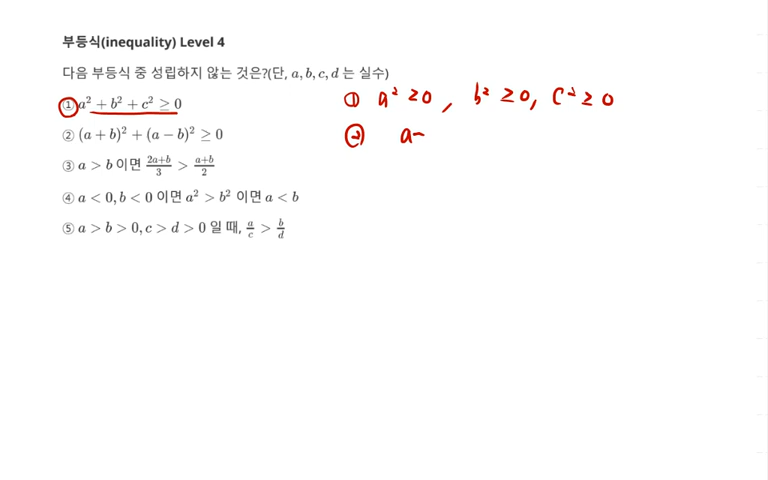 부등식(inequality) Level 4
다음 부등식 중 성립하지 않는 것은?(단, a, b, c, d 는 실수)
① a² + b² + c² ≥ 0
② (a + b)² + (a − b)² ≥ 0
③ a > b 이면 (2a+b)/3 > (a+b)/2
④ a < 0, b < 0 이면 a² > b² 이면 a < b
⑤ a > b > 0, c > d > 0 일 때, a/c > b/d
① a² ≥ 0 , b² ≥ 0, c² ≥ 0
② a-